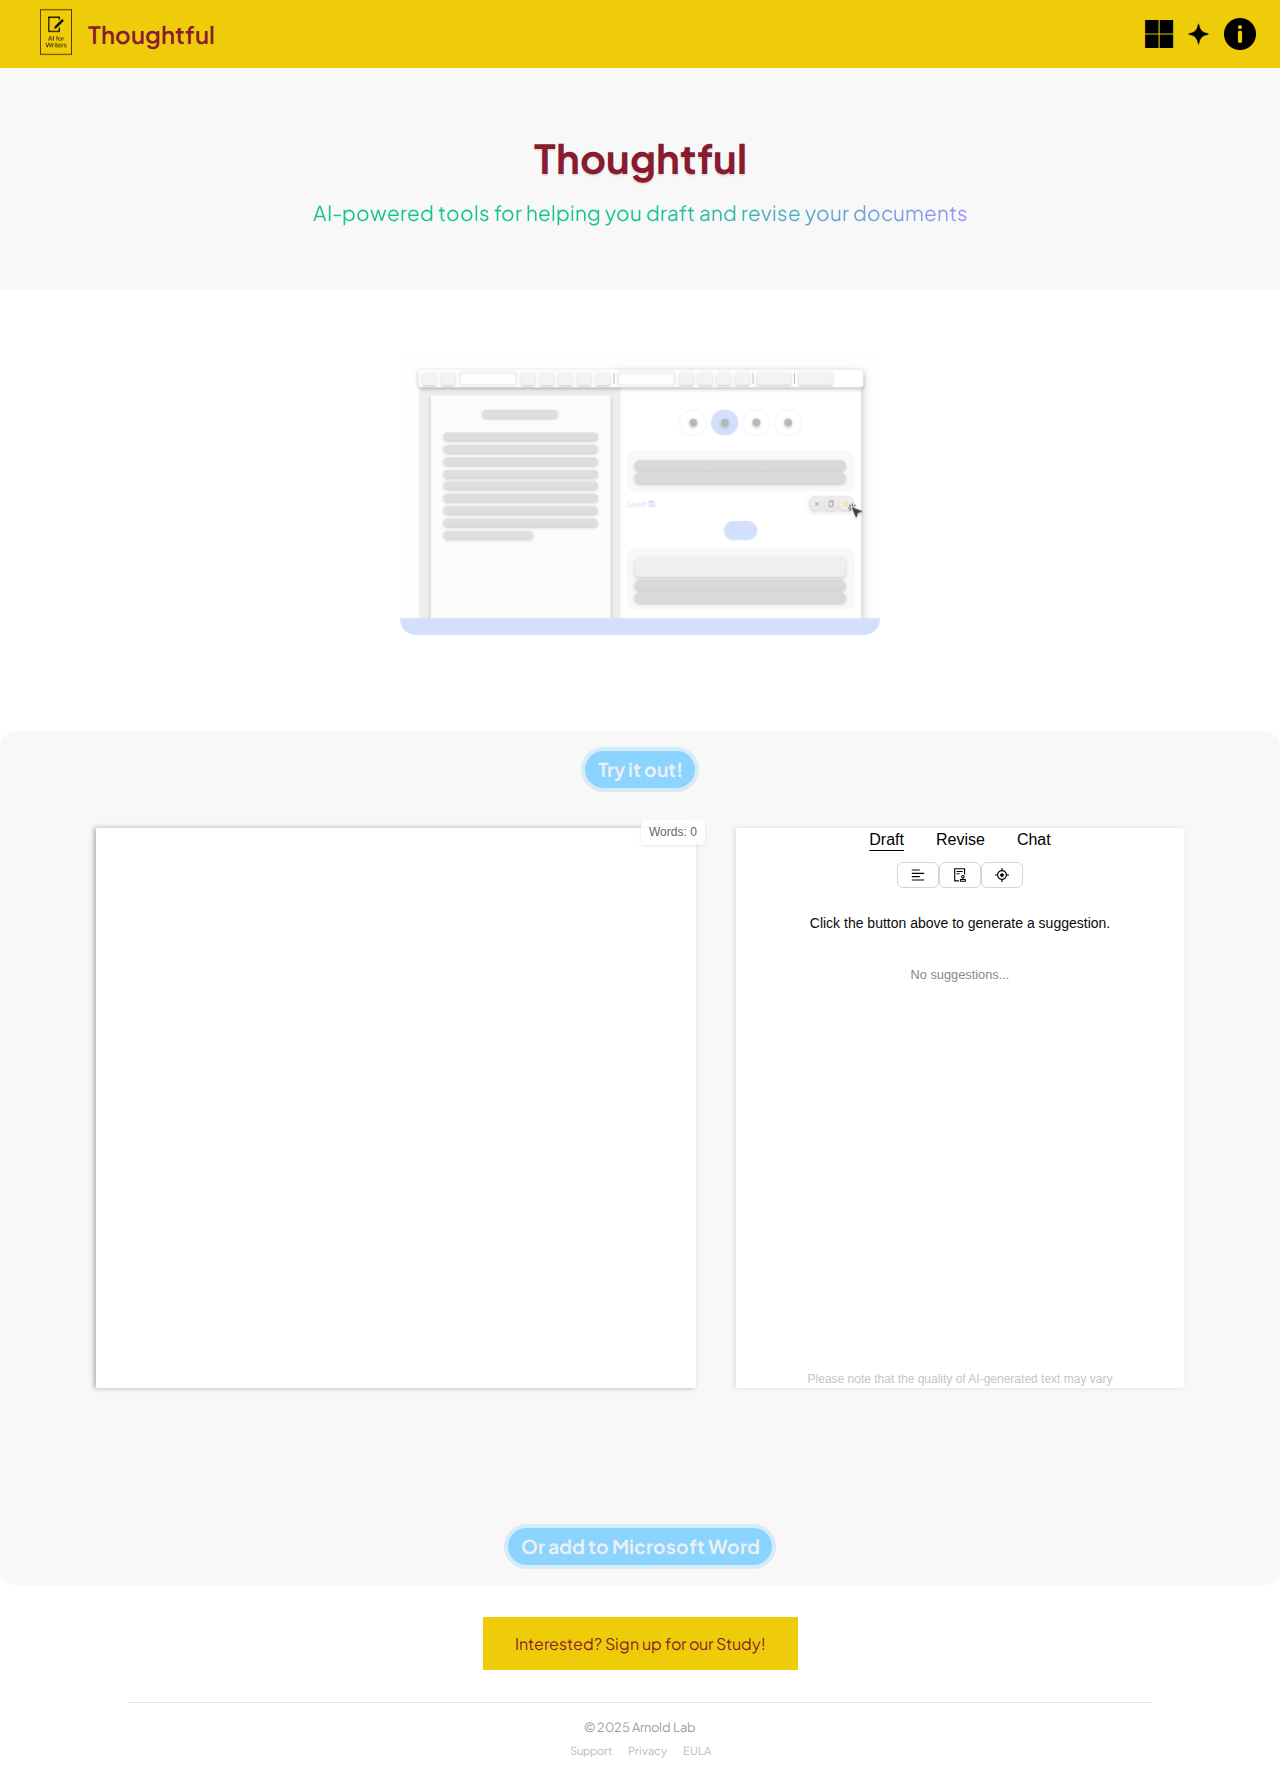 AI for
Writers
Thoughtful
Thoughtful
AI-powered tools for helping you draft and revise your documents
Saved
Try it out!
Words: 0
Draft Revise Chat
Click the button above to generate a suggestion.
No suggestions...
Please note that the quality of AI-generated text may vary
Or add to Microsoft Word
Interested? Sign up for our Study!
© 2025 Arnold Lab
Support Privacy EULA